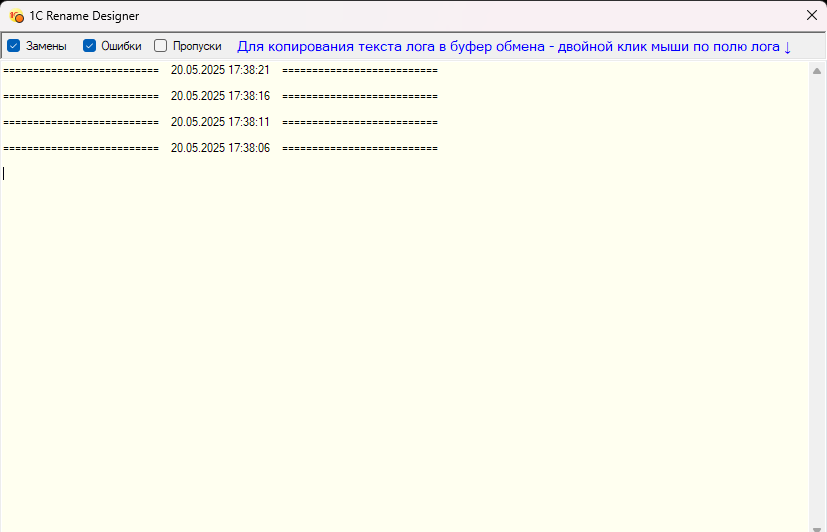 1C Rename Designer
Замены Ошибки Пропуски Для копирования текста лога в буфер обмена - двойной клик мыши по полю лога ↓
========================== 20.05.2025 17:38:21 ==========================
========================== 20.05.2025 17:38:16 ==========================
========================== 20.05.2025 17:38:11 ==========================
========================== 20.05.2025 17:38:06 ==========================